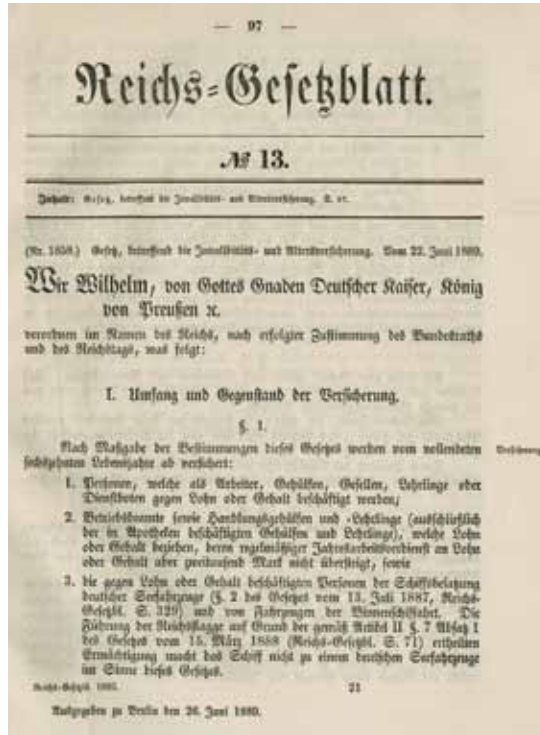 — 97 —
Reichs-Gesetzblatt.
№ 13.
Inhalt: Gesetz, betreffend die Invaliditäts- und Altersversicherung. S. 97.
(Nr. 1858.) Gesetz, betreffend die Invaliditäts- und Altersversicherung. Vom 22. Juni 1889.
Wir Wilhelm, von Gottes Gnaden Deutscher Kaiser, König
von Preußen ꝛc.
verordnen im Namen des Reichs, nach erfolgter Zustimmung des Bundesraths
und des Reichstags, was folgt:
I. Umfang und Gegenstand der Versicherung.
§. 1.
Nach Maßgabe der Bestimmungen dieses Gesetzes werden vom vollendeten
sechszehnten Lebensjahre ab versichert:
1. Personen, welche als Arbeiter, Gehülfen, Gesellen, Lehrlinge oder
Dienstboten gegen Lohn oder Gehalt beschäftigt werden;
2. Betriebsbeamte sowie Handlungsgehülfen und -Lehrlinge (ausschließlich
der in Apotheken beschäftigten Gehülfen und Lehrlinge), welche Lohn
oder Gehalt beziehen, deren regelmäßiger Jahresarbeitsverdienst an Lohn
oder Gehalt aber zweitausend Mark nicht übersteigt, sowie
3. die gegen Lohn oder Gehalt beschäftigten Personen der Schiffsbesatzung
deutscher Seefahrzeuge (§. 2 des Gesetzes vom 13. Juli 1887, Reichs-
Gesetzbl. S. 329) und von Fahrzeugen der Binnenschiffahrt. Die
Führung der Reichsflagge auf Grund der gemäß Artikel II §. 7 Absatz 1
des Gesetzes vom 15. März 1888 (Reichs-Gesetzbl. S. 71) ertheilten
Ermächtigung macht das Schiff nicht zu einem deutschen Seefahrzeuge
im Sinne dieses Gesetzes.
Reichs-Gesetzbl. 1889. 21
Ausgegeben zu Berlin den 26. Juni 1889.